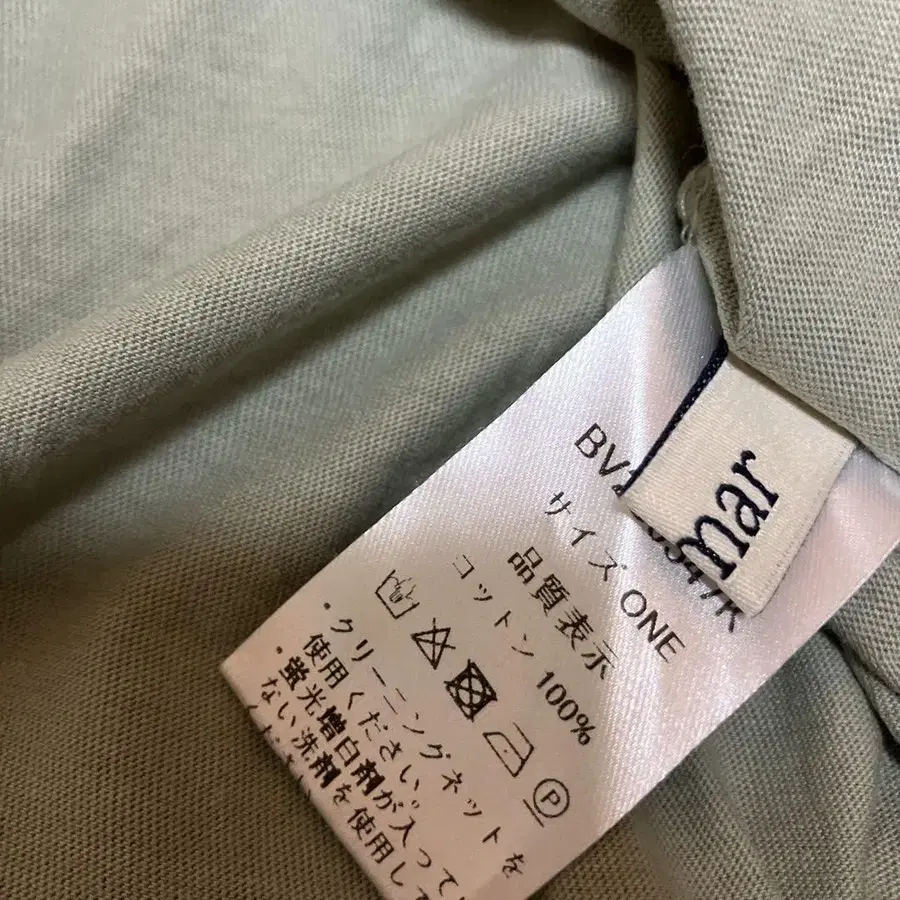 mar
サイズ ONE
品質表示
コットン 100%
P
・クリーニングネットを
使用ください。
・蛍光増白剤が入って
ない洗剤を使用して